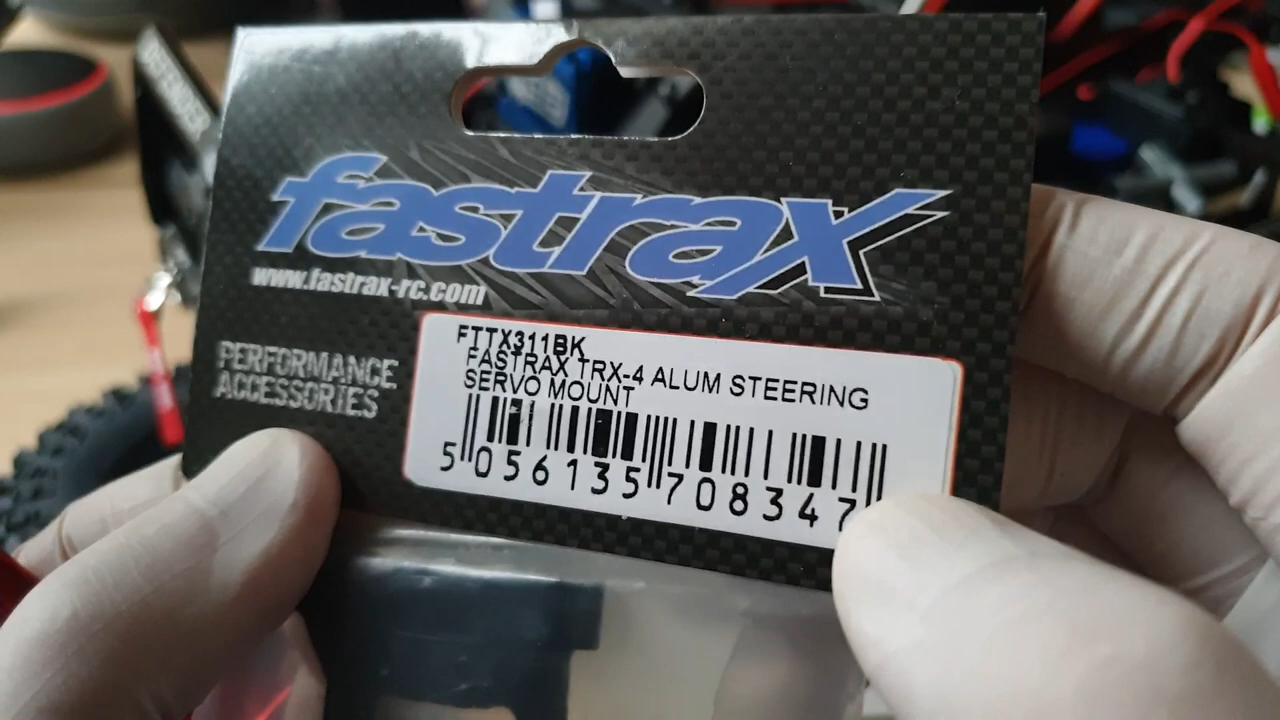 fastrax
www.fastrax-rc.com
PERFORMANCE
ACCESSORIES
FTTX311BK
FASTRAX TRX-4 ALUM STEERING
SERVO MOUNT
5 056135 708347